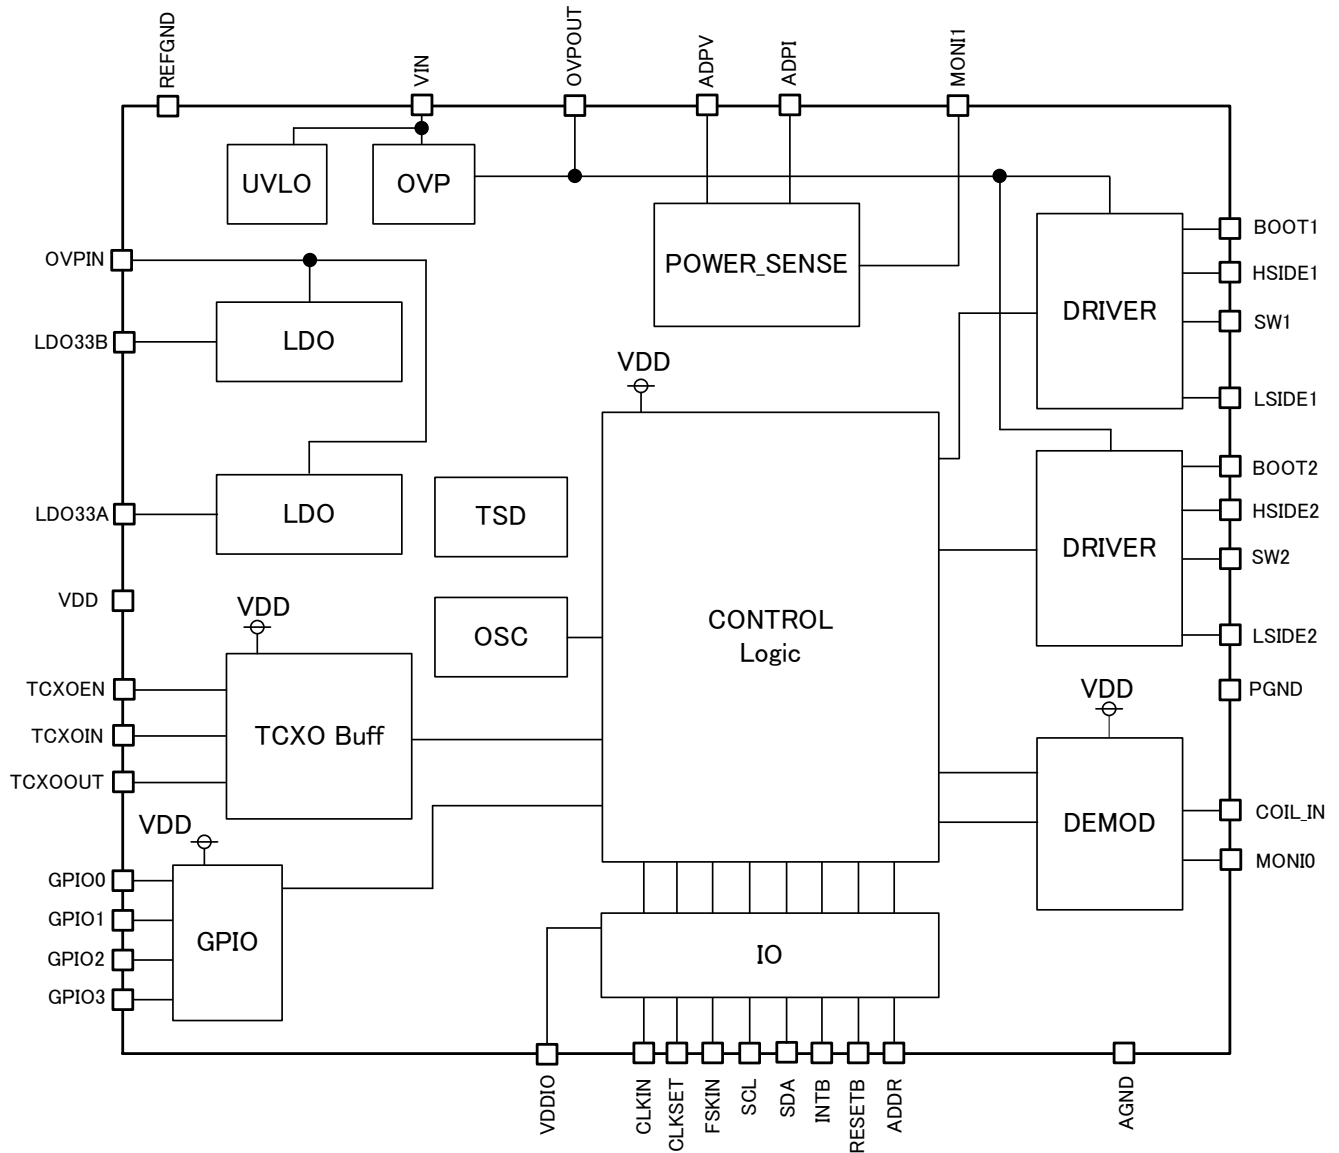 REFGND
VIN
OVPOUT
ADPV
ADPI
MONI1
UVLO
OVP
POWER_SENSE
OVPIN
LDO
LDO33B
BOOT1
HSIDE1
DRIVER
SW1
LSIDE1
VDD
LDO
LDO33A
TSD
BOOT2
HSIDE2
DRIVER
SW2
LSIDE2
VDD
VDD
OSC
CONTROL
Logic
TCXOEN
TCXOIN
TCXOOUT
TCXO Buff
PGND
VDD
DEMOD
COIL_IN
MONI0
VDD
GPIO0
GPIO1
GPIO2
GPIO3
GPIO
IO
VDDIO
CLKIN
CLKSET
FSKIN
SCL
SDA
INTB
RESETB
ADDR
AGND